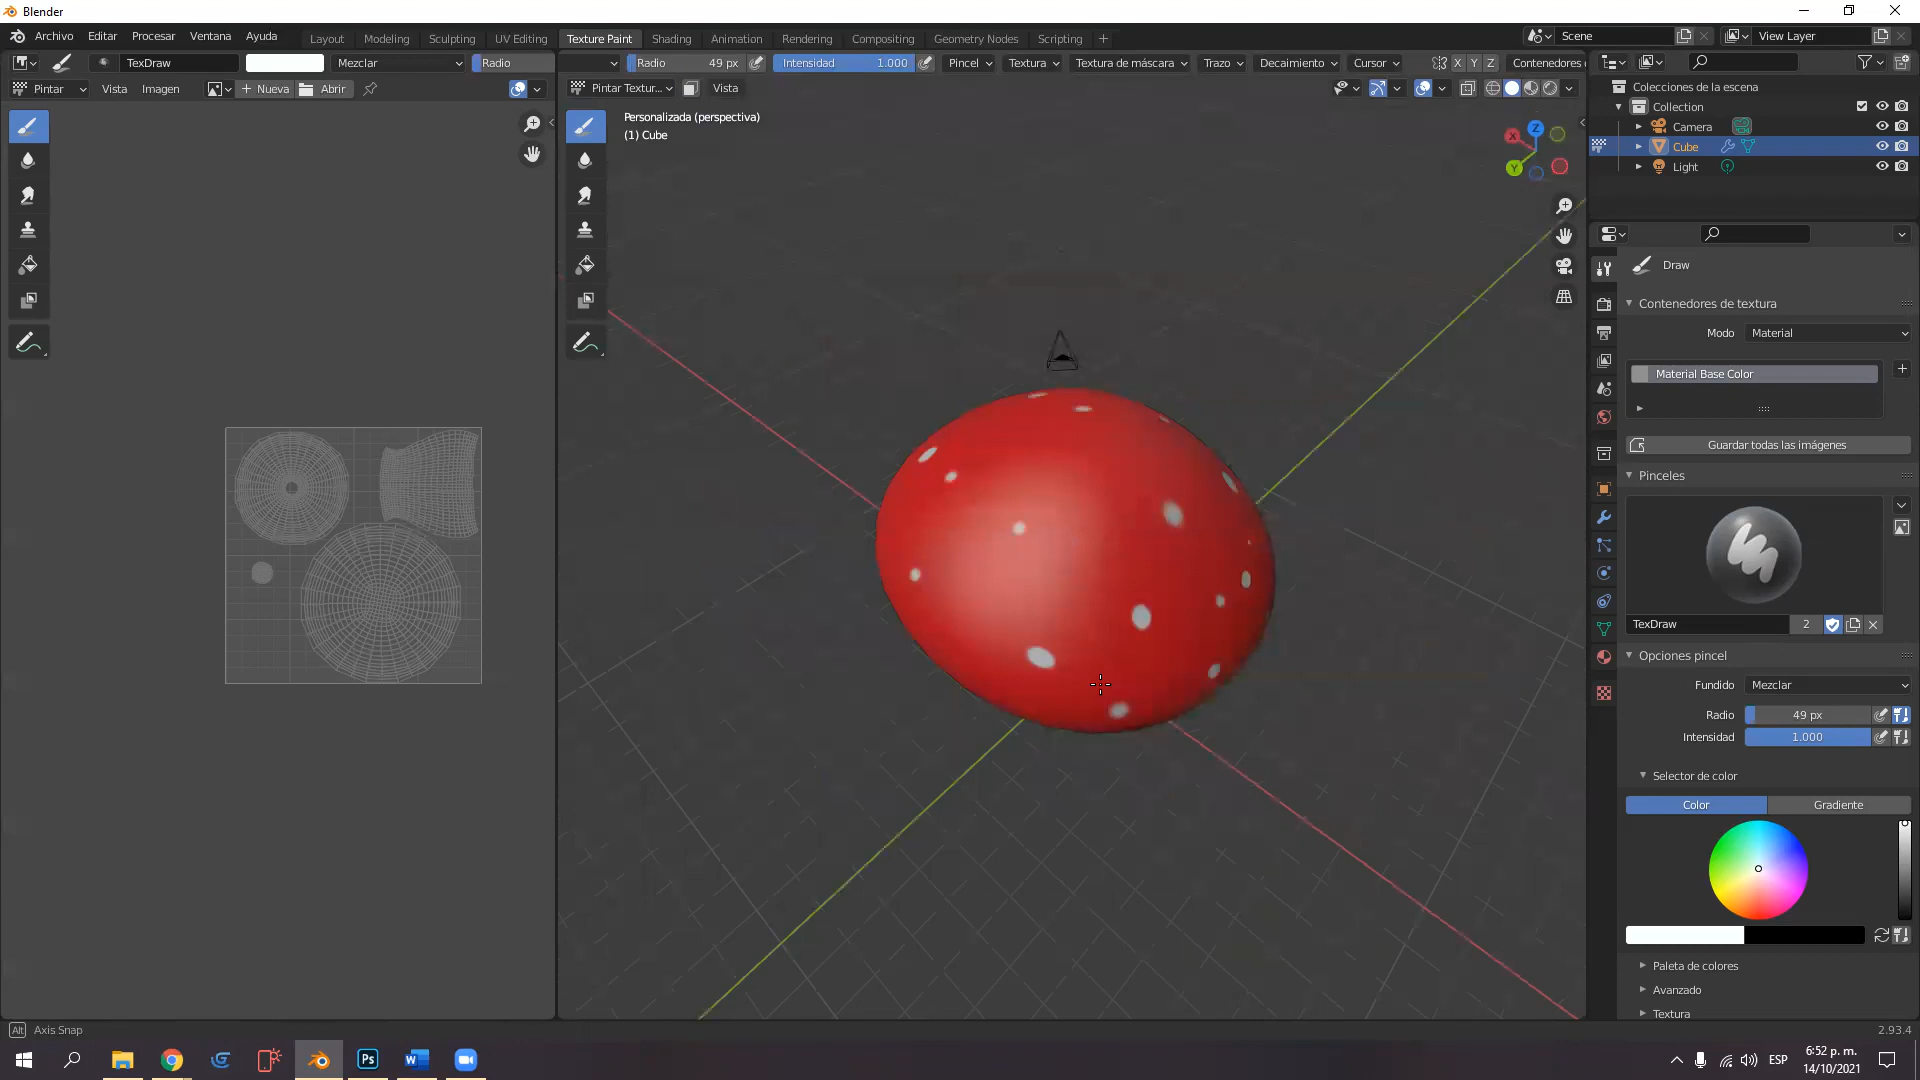 Blender
Archivo Editar Procesar Ventana Ayuda Layout Modeling Sculpting UV Editing Texture Paint Shading Animation Rendering Compositing Geometry Nodes Scripting + Scene View Layer
TexDraw Mezclar Radio Radio 49 px Intensidad 1.000 Pincel Textura Textura de máscara Trazo Decaimiento Cursor X Y Z Contenedores
Pintar Vista Imagen + Nueva Abrir Pintar Textur... Vista
Colecciones de la escena
Collection
Camera
Cube
Light
Personalizada (perspectiva)
(1) Cube
X
Z
Y
Draw
Contenedores de textura
Modo Material
Material Base Color
Guardar todas las imágenes
Pinceles
TexDraw 2
Opciones pincel
Fundido Mezclar
Radio 49 px
Intensidad 1.000
Selector de color
Color Gradiente
Paleta de colores
Avanzado
Textura
Alt Axis Snap 2.93.4
Ps W ESP 6:52 p. m.
14/10/2021